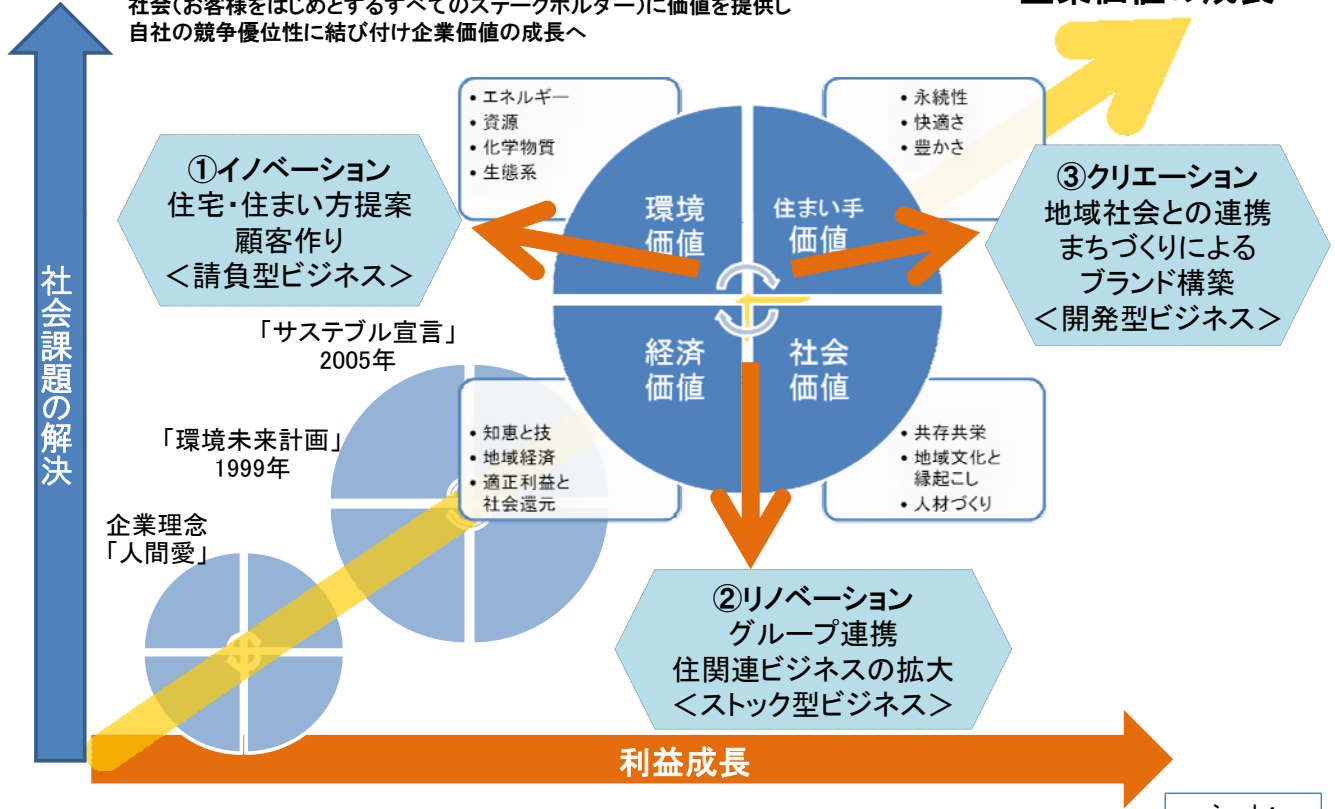 社会(お客様をはじめとするすべてのステークホルダー)に価値を提供し
自社の競争優位性に結び付け企業価値の成長へ
企業価値の成長
社会課題の解決
①イノベーション
住宅・住まい方提案
顧客作り
<請負型ビジネス>
• エネルギー
• 資源
• 化学物質
• 生態系
• 永続性
• 快適さ
• 豊かさ
③クリエーション
地域社会との連携
まちづくりによる
ブランド構築
<開発型ビジネス>
環境
価値
住まい手
価値
経済
価値
社会
価値
「サステブル宣言」
2005年
「環境未来計画」
1999年
企業理念
「人間愛」
• 知恵と技
• 地域経済
• 適正利益と
社会還元
• 共存共栄
• 地域文化と
縁起こし
• 人材づくり
②リノベーション
グループ連携
住関連ビジネスの拡大
<ストック型ビジネス>
利益成長